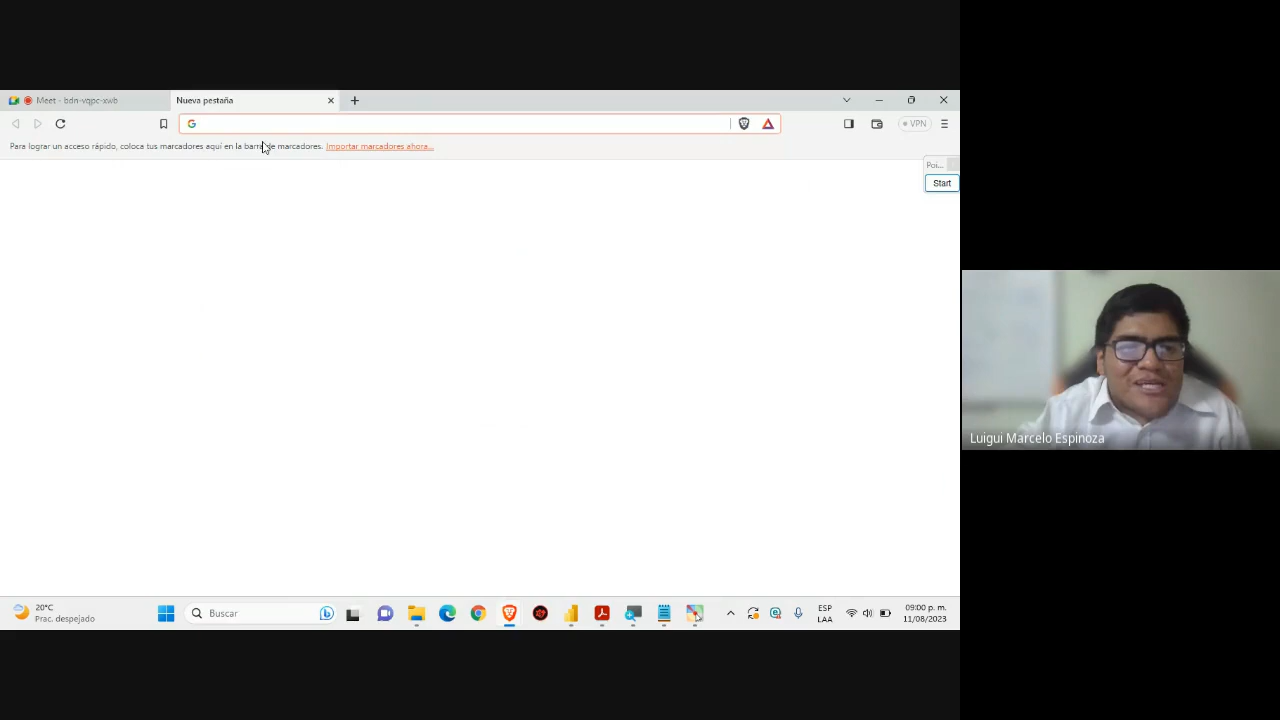 Meet - bdn-vqpc-xwb
Nueva pestaña
VPN
Para lograr un acceso rápido, coloca tus marcadores aquí en la barra de marcadores. Importar marcadores ahora...
Poi...
Start
Luigui Marcelo Espinoza
20°C
Prac. despejado
Buscar
ESP
LAA
09:00 p. m.
11/08/2023